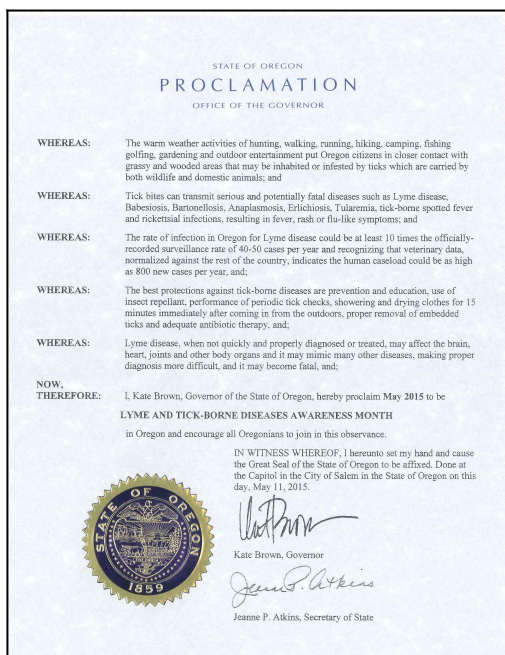 STATE OF OREGON
PROCLAMATION
OFFICE OF THE GOVERNOR
WHEREAS: The warm weather activities of hunting, walking, running, hiking, camping, fishing
golfing, gardening and outdoor entertainment put Oregon citizens in closer contact with
grassy and wooded areas that may be inhabited or infested by ticks which are carried by
both wildlife and domestic animals; and
WHEREAS: Tick bites can transmit serious and potentially fatal diseases such as Lyme disease,
Babesiosis, Bartonellosis, Anaplasmosis, Erlichiosis, Tularemia, tick-borne spotted fever
and rickettsial infections, resulting in fever, rash or flu-like symptoms; and
WHEREAS: The rate of infection in Oregon for Lyme disease could be at least 10 times the officially-
recorded surveillance rate of 40-50 cases per year and recognizing that veterinary data,
normalized against the rest of the country, indicates the human caseload could be as high
as 800 new cases per year, and;
WHEREAS: The best protections against tick-borne diseases are prevention and education, use of
insect repellant, performance of periodic tick checks, showering and drying clothes for 15
minutes immediately after coming in from the outdoors, proper removal of embedded
ticks and adequate antibiotic therapy, and;
WHEREAS: Lyme disease, when not quickly and properly diagnosed or treated, may affect the brain,
heart, joints and other body organs and it may mimic many other diseases, making proper
diagnosis more difficult, and it may become fatal, and;
NOW,
THEREFORE: I, Kate Brown, Governor of the State of Oregon, hereby proclaim May 2015 to be
LYME AND TICK-BORNE DISEASES AWARENESS MONTH
in Oregon and encourage all Oregonians to join in this observance.
IN WITNESS WHEREOF, I hereunto set my hand and cause
the Great Seal of the State of Oregon to be affixed. Done at
the Capitol in the City of Salem in the State of Oregon on this
day, May 11, 2015.
Kate Brown
Kate Brown, Governor
Jeanne P. Atkins
Jeanne P. Atkins, Secretary of State
STATE OF OREGON
1859